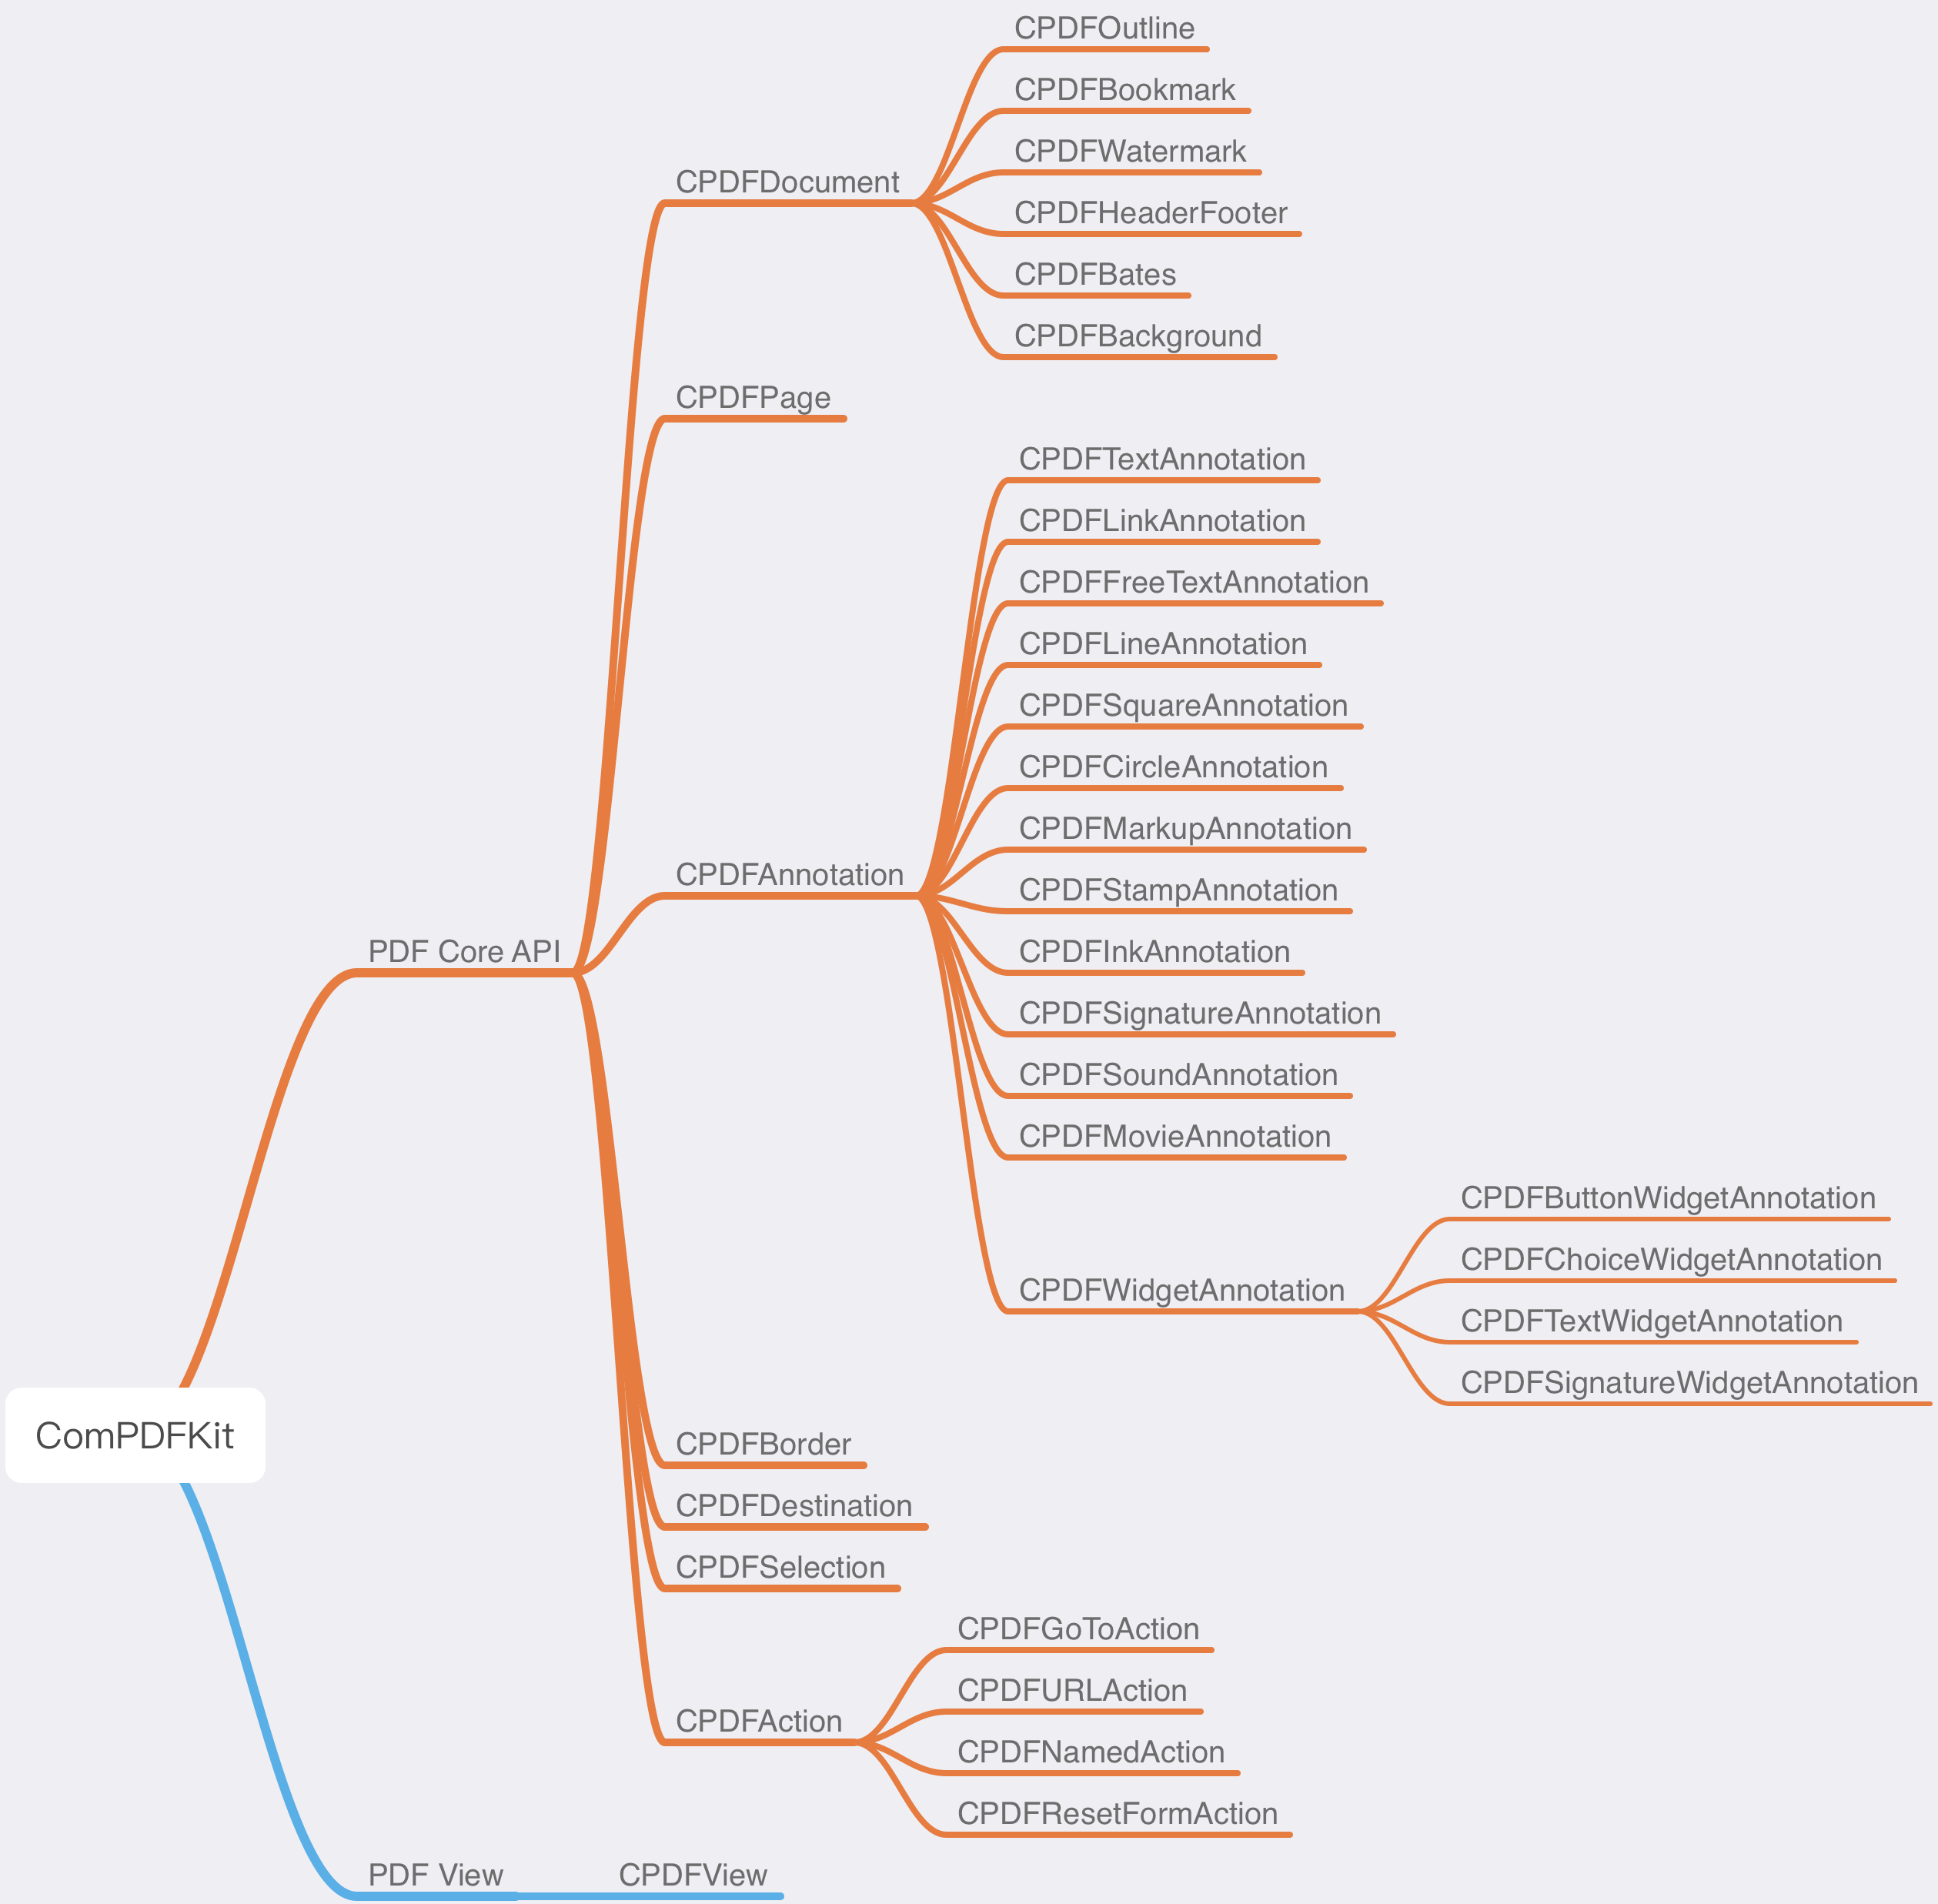 CPDFOutline
CPDFBookmark
CPDFWatermark
CPDFDocument
CPDFHeaderFooter
CPDFBates
CPDFBackground
CPDFPage
CPDFTextAnnotation
CPDFLinkAnnotation
CPDFFreeTextAnnotation
CPDFLineAnnotation
CPDFSquareAnnotation
CPDFCircleAnnotation
CPDFMarkupAnnotation
CPDFAnnotation
CPDFStampAnnotation
PDF Core API
CPDFInkAnnotation
CPDFSignatureAnnotation
CPDFSoundAnnotation
CPDFMovieAnnotation
CPDFButtonWidgetAnnotation
CPDFChoiceWidgetAnnotation
CPDFWidgetAnnotation
CPDFTextWidgetAnnotation
CPDFSignatureWidgetAnnotation
ComPDFKit
CPDFBorder
CPDFDestination
CPDFSelection
CPDFGoToAction
CPDFURLAction
CPDFAction
CPDFNamedAction
CPDFResetFormAction
PDF View
CPDFView